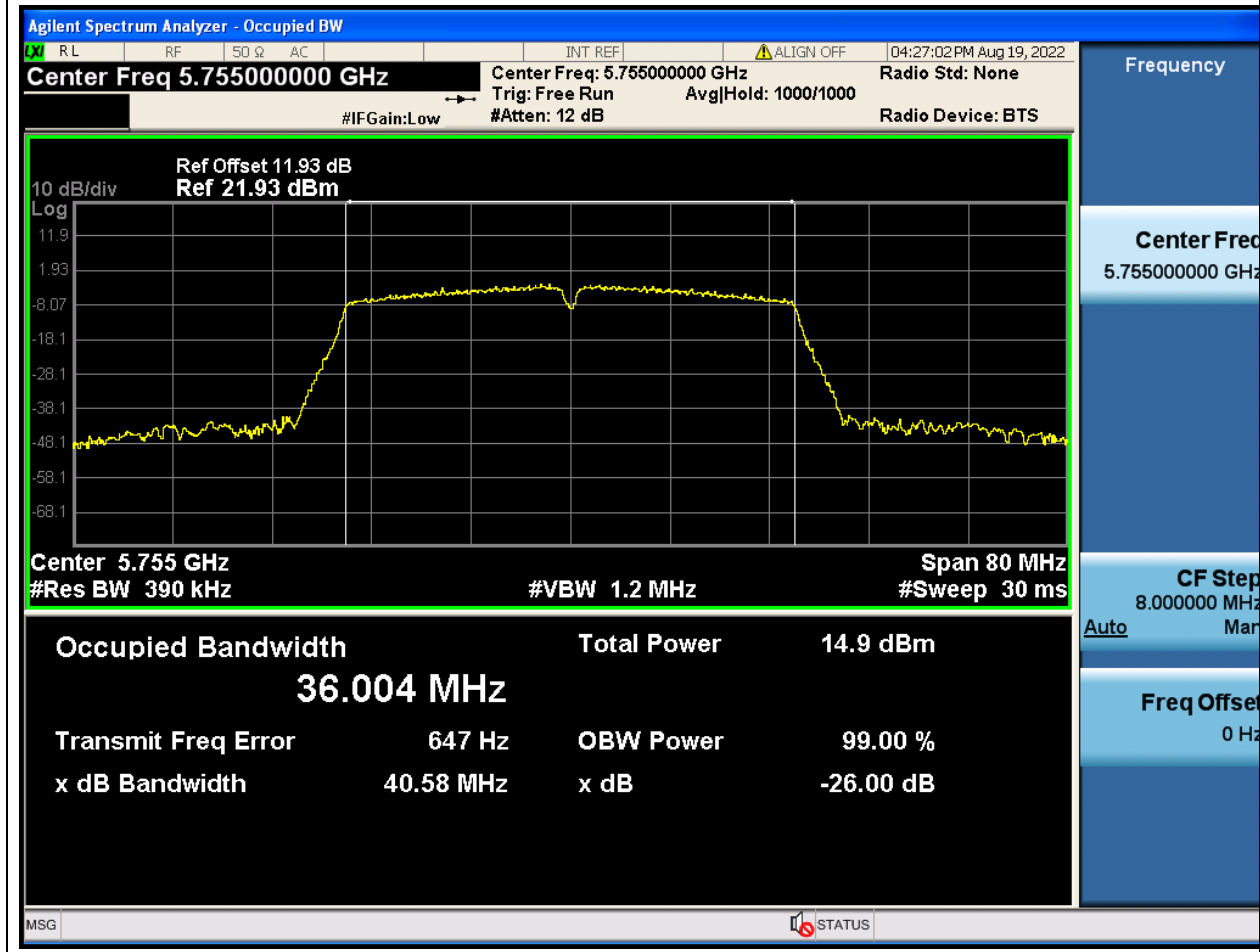 Agilent Spectrum Analyzer - Occupied BW
LXI RL RF 50 Ω AC INT REF ALIGN OFF 04:27:02 PM Aug 19, 2022
Center Freq 5.755000000 GHz
Center Freq: 5.755000000 GHz
Radio Std: None
Trig: Free Run Avg|Hold: 1000/1000
#IFGain:Low
#Atten: 12 dB
Radio Device: BTS
Frequency
Ref Offset 11.93 dB
10 dB/div Ref 21.93 dBm
Log
11.9
1.93
-8.07
-18.1
-28.1
-38.1
-48.1
-58.1
-68.1
Center 5.755 GHz Span 80 MHz
#Res BW 390 kHz #VBW 1.2 MHz #Sweep 30 ms
Center Freq
5.755000000 GHz
CF Step
8.000000 MHz
Auto Man
Freq Offset
0 Hz
Occupied Bandwidth Total Power 14.9 dBm
36.004 MHz
Transmit Freq Error 647 Hz OBW Power 99.00 %
x dB Bandwidth 40.58 MHz x dB -26.00 dB
MSG STATUS